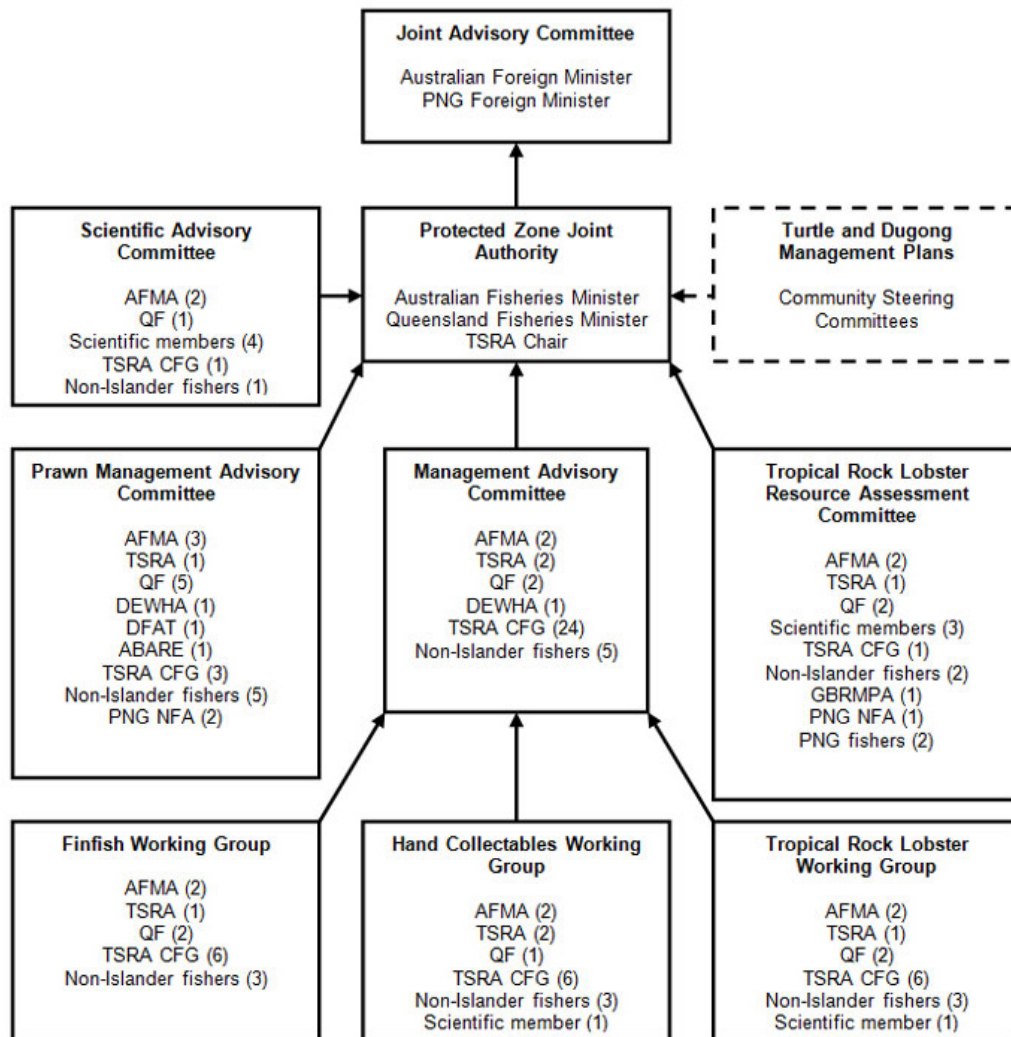 Joint Advisory Committee
Australian Foreign Minister
PNG Foreign Minister
Scientific Advisory
Committee
AFMA (2)
QF (1)
Scientific members (4)
TSRA CFG (1)
Non-Islander fishers (1)
Protected Zone Joint
Authority
Australian Fisheries Minister
Queensland Fisheries Minister
TSRA Chair
Turtle and Dugong
Management Plans
Community Steering
Committees
Prawn Management Advisory
Committee
AFMA (3)
TSRA (1)
QF (5)
DEWHA (1)
DFAT (1)
ABARE (1)
TSRA CFG (3)
Non-Islander fishers (5)
PNG NFA (2)
Management Advisory
Committee
AFMA (2)
TSRA (2)
QF (2)
DEWHA (1)
TSRA CFG (24)
Non-Islander fishers (5)
Tropical Rock Lobster
Resource Assessment
Committee
AFMA (2)
TSRA (1)
QF (2)
Scientific members (3)
TSRA CFG (1)
Non-Islander fishers (2)
GBRMPA (1)
PNG NFA (1)
PNG fishers (2)
Finfish Working Group
AFMA (2)
TSRA (1)
QF (2)
TSRA CFG (6)
Non-Islander fishers (3)
Hand Collectables Working
Group
AFMA (2)
TSRA (2)
QF (1)
TSRA CFG (6)
Non-Islander fishers (3)
Scientific member (1)
Tropical Rock Lobster
Working Group
AFMA (2)
TSRA (1)
QF (2)
TSRA CFG (6)
Non-Islander fishers (3)
Scientific member (1)